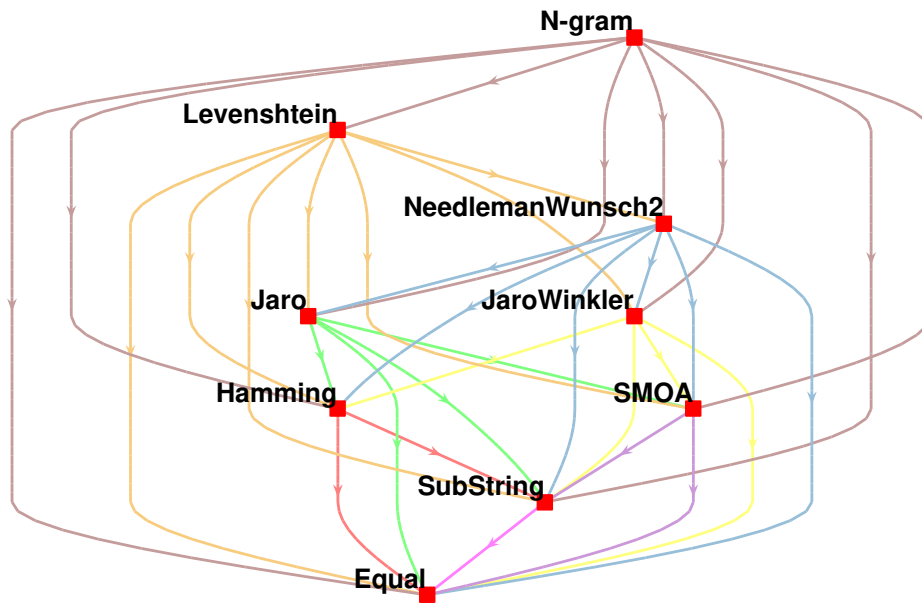 N-gram
Levenshtein
NeedlemanWunsch2
Jaro
JaroWinkler
Hamming
SMOA
SubString
Equal